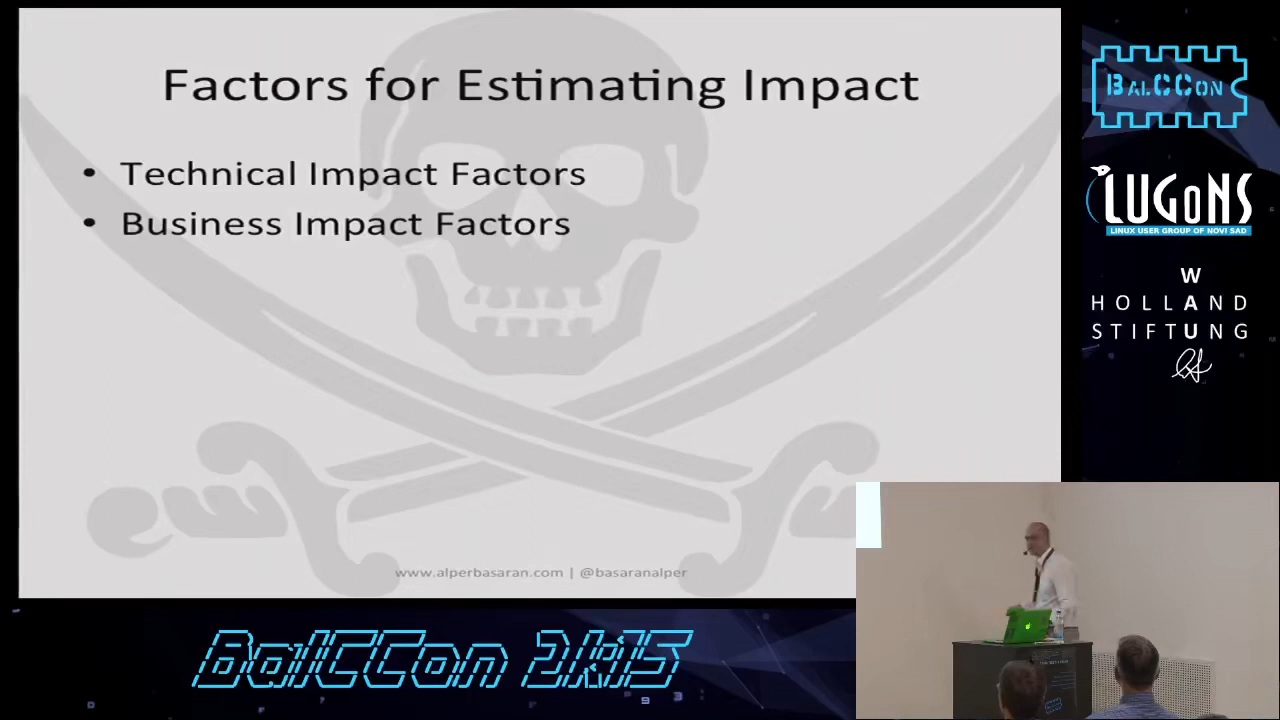 Factors for Estimating Impact
• Technical Impact Factors
• Business Impact Factors
www.alperbasaran.com | @basaranalper
BALCCON
LUGoNS
LINUX USER GROUP OF NOVI SAD
W
HOLLAND
STIFTUNG
BalCCon 2k15